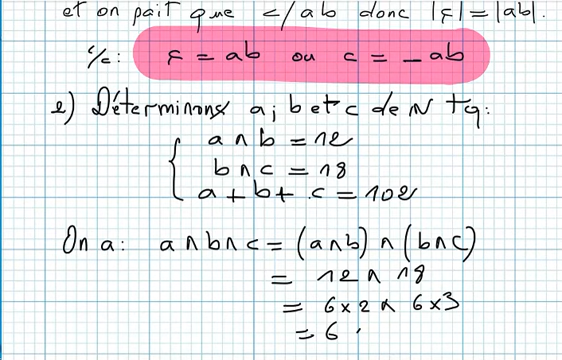 et on sait que c/ab donc |c| = |ab|.
c/c: c = ab ou c = -ab
2) Déterminons a, b et c de N tq:
a ∧ b = 12
b ∧ c = 18
a + b + c = 102
On a: a ∧ b ∧ c = (a ∧ b) ∧ (b ∧ c)
= 12 ∧ 18
= 6 x 2 ∧ 6 x 3
= 6